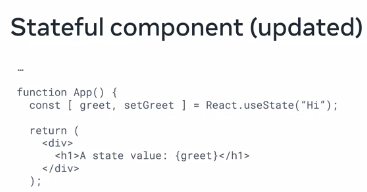 Stateful component (updated)
…
function App() {
  const [ greet, setGreet ] = React.useState(“Hi”);
  return (
    <div>
      <h1>A state value: {greet}</h1>
    </div>
  );